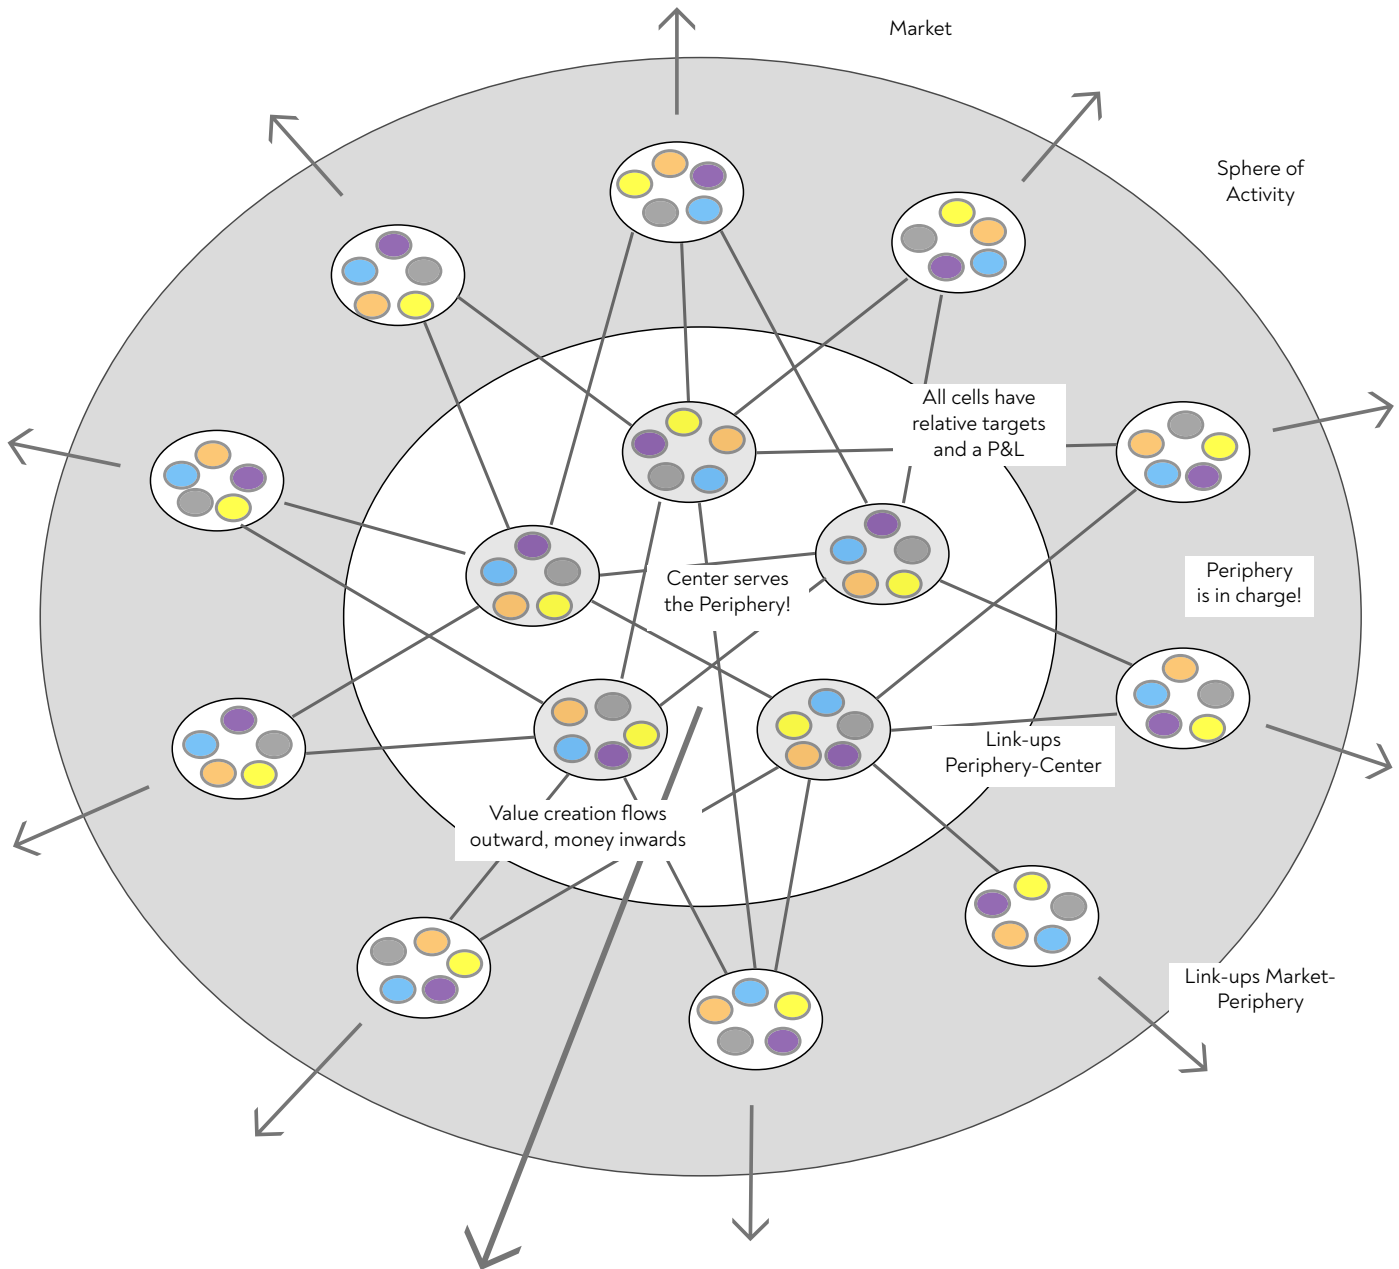 Market
Sphere of
Activity
All cells have
relative targets
and a P&L
Center serves
the Periphery!
Periphery
is in charge!
Link-ups
Periphery-Center
Value creation flows
outward, money inwards
Link-ups Market-
Periphery